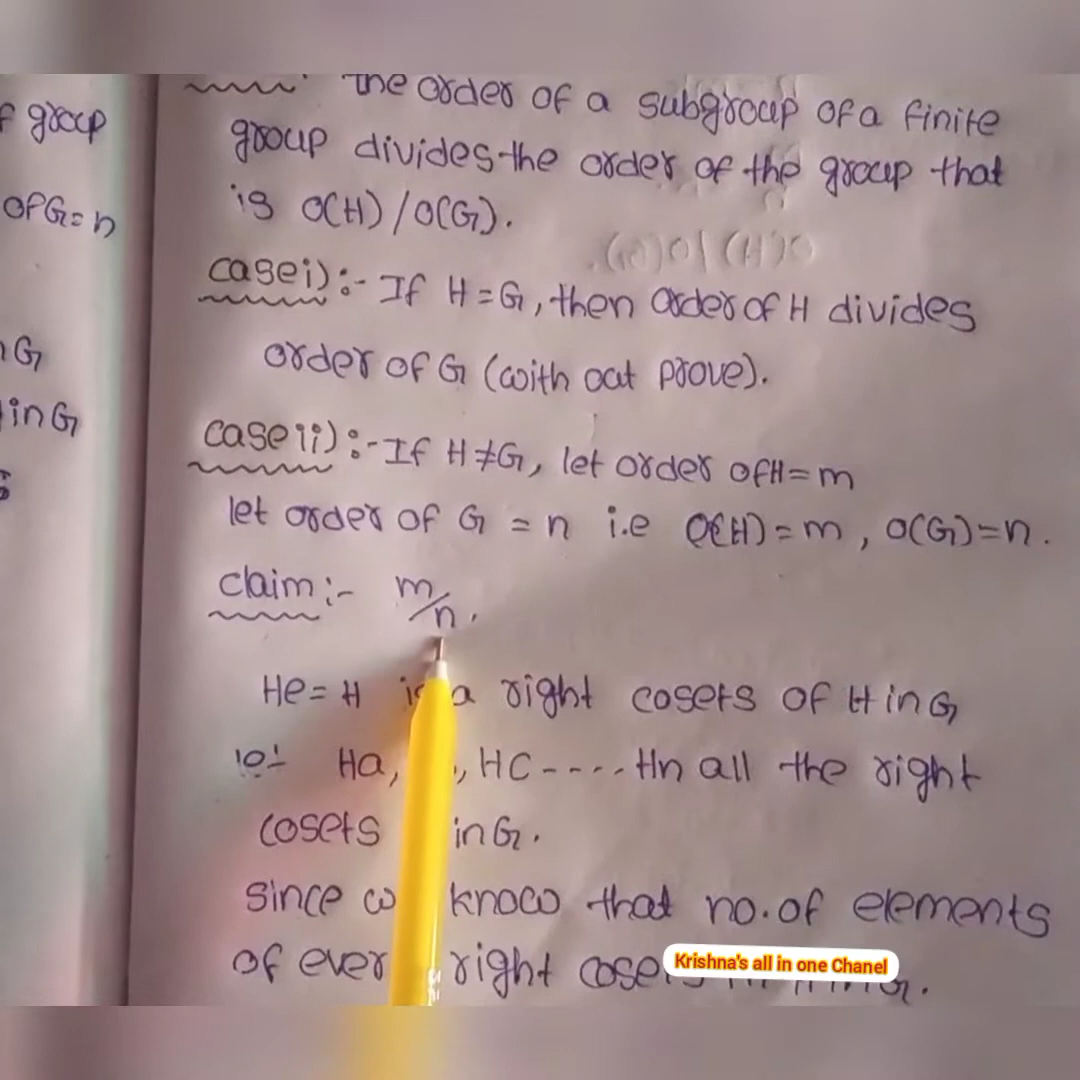 f group
of G = n
n G
in G
the order of a subgroup of a finite
group divides the order of the group that
is O(H) / O(G).
case i) :- If H = G, then order of H divides
order of G (with out prove).
case ii) :- If H ≠ G, let order of H = m
let order of G = n i.e O(H) = m, O(G) = n.
claim :- m/n.
He = H is a right cosets of H in G
let Ha, , HC ---- Hn all the right
cosets in G.
Since we know that no. of elements
of ever right coset
Krishna's all in one Chanel